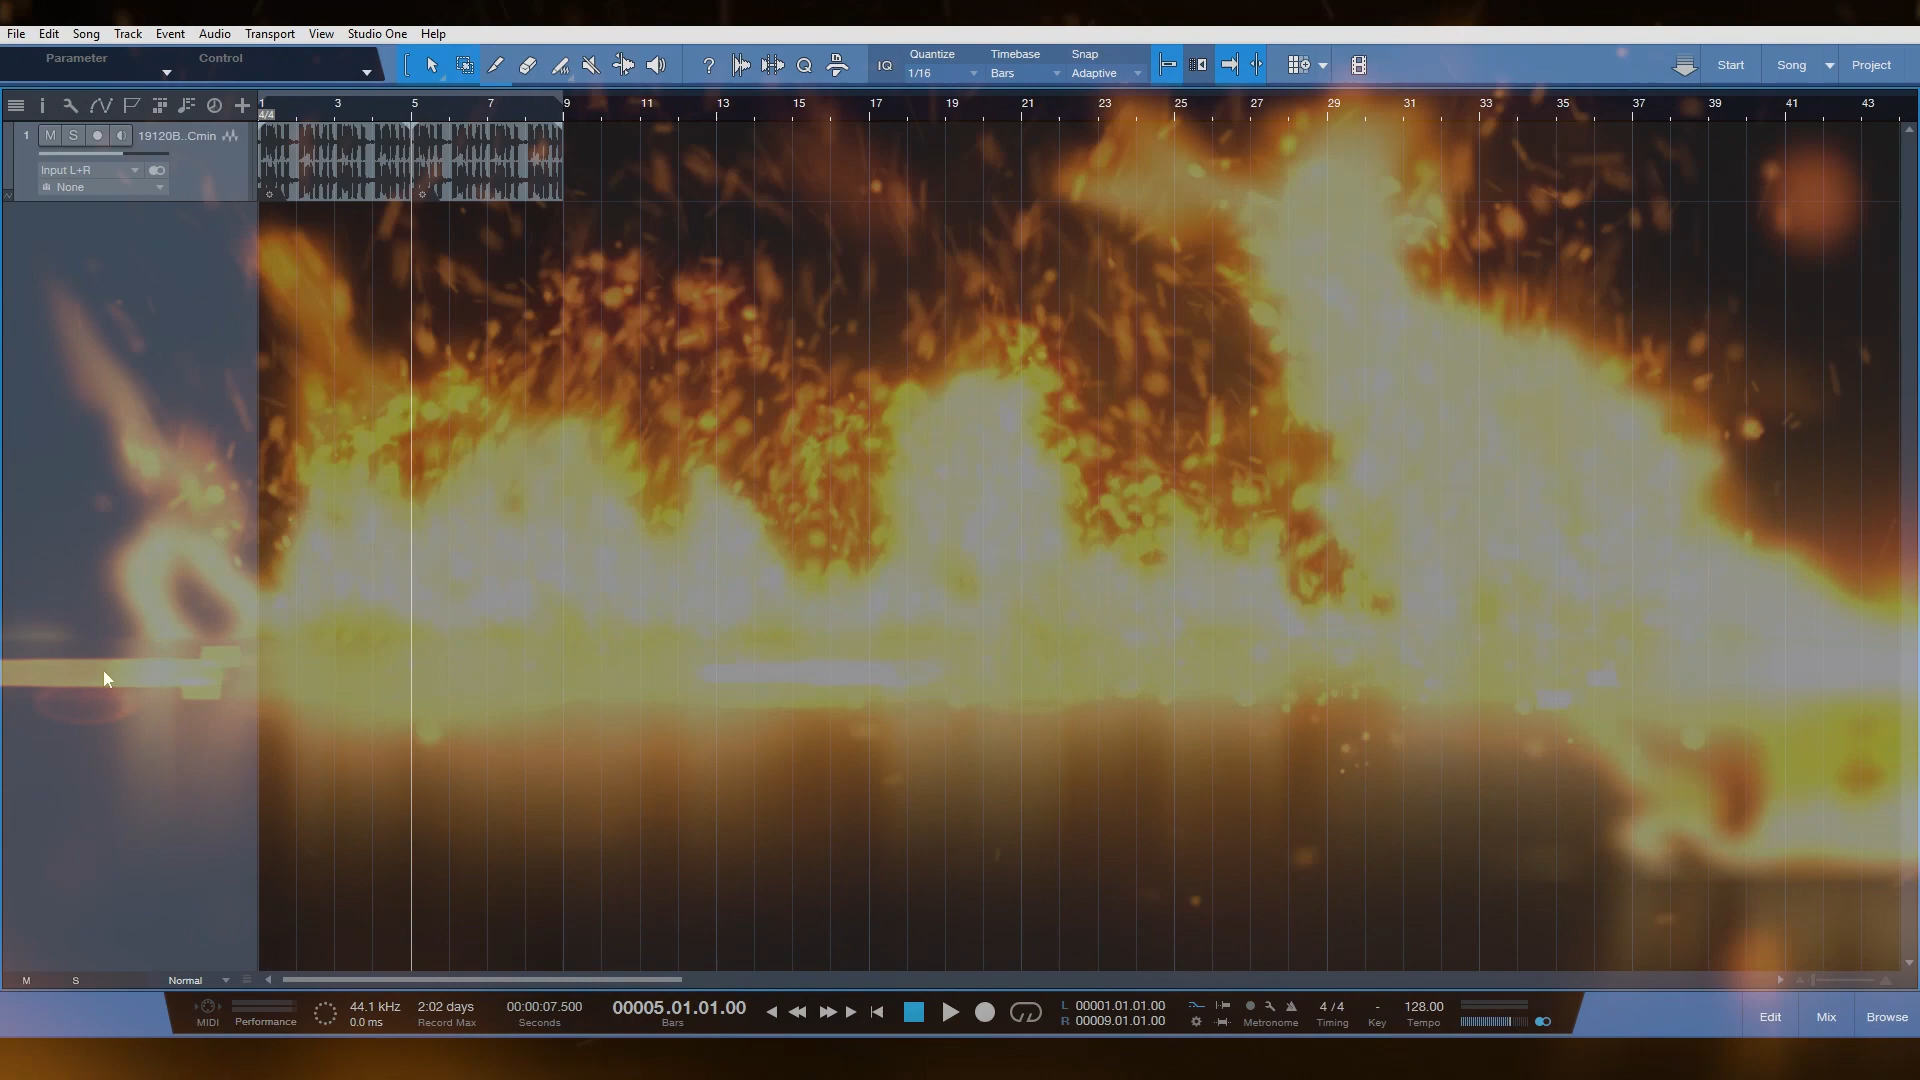 File Edit Song Track Event Audio Transport View Studio One Help
Parameter Control
IQ
Quantize Timebase Snap
1/16 Bars Adaptive
Start Song Project
1 3 5 7 9 11 13 15 17 19 21 23 25 27 29 31 33 35 37 39 41 43
4/4
1 M S 19120B..Cmin
Input L+R
None
M S Normal
MIDI
Performance
44.1 kHz
0.0 ms
2:02 days
Record Max
00:00:07.500
Seconds
00005.01.01.00
Bars
L 00001.01.01.00
R 00009.01.01.00
Metronome
4 / 4
Timing
-
Key
128.00
Tempo
Edit Mix Browse